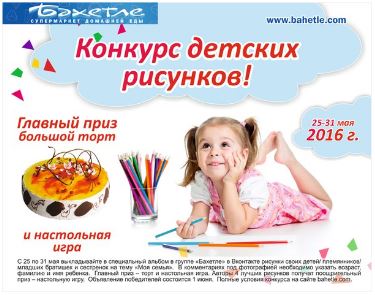 Бахетле
СУПЕРМАРКЕТ ДОМАШНЕЙ ЕДЫ
www.bahetle.com
Конкурс детских
рисунков!
Главный приз
большой торт
25-31 мая
2016 г.
и настольная
игра
С 25 по 31 мая выкладывайте в специальный альбом в группе «Бахетле» в Вконтакте рисунки своих детей/ племянников/
младших братишек и сестренок на тему «Моя семья». В комментариях под фотографией необходимо указать возраст,
фамилию и имя ребенка. Главный приз – торт и настольная игра. Авторы 4 лучших рисунков получат поощрительный
приз – настольную игру. Объявление победителей состоится 1 июня. Полные условия конкурса на сайте bahetle.com.